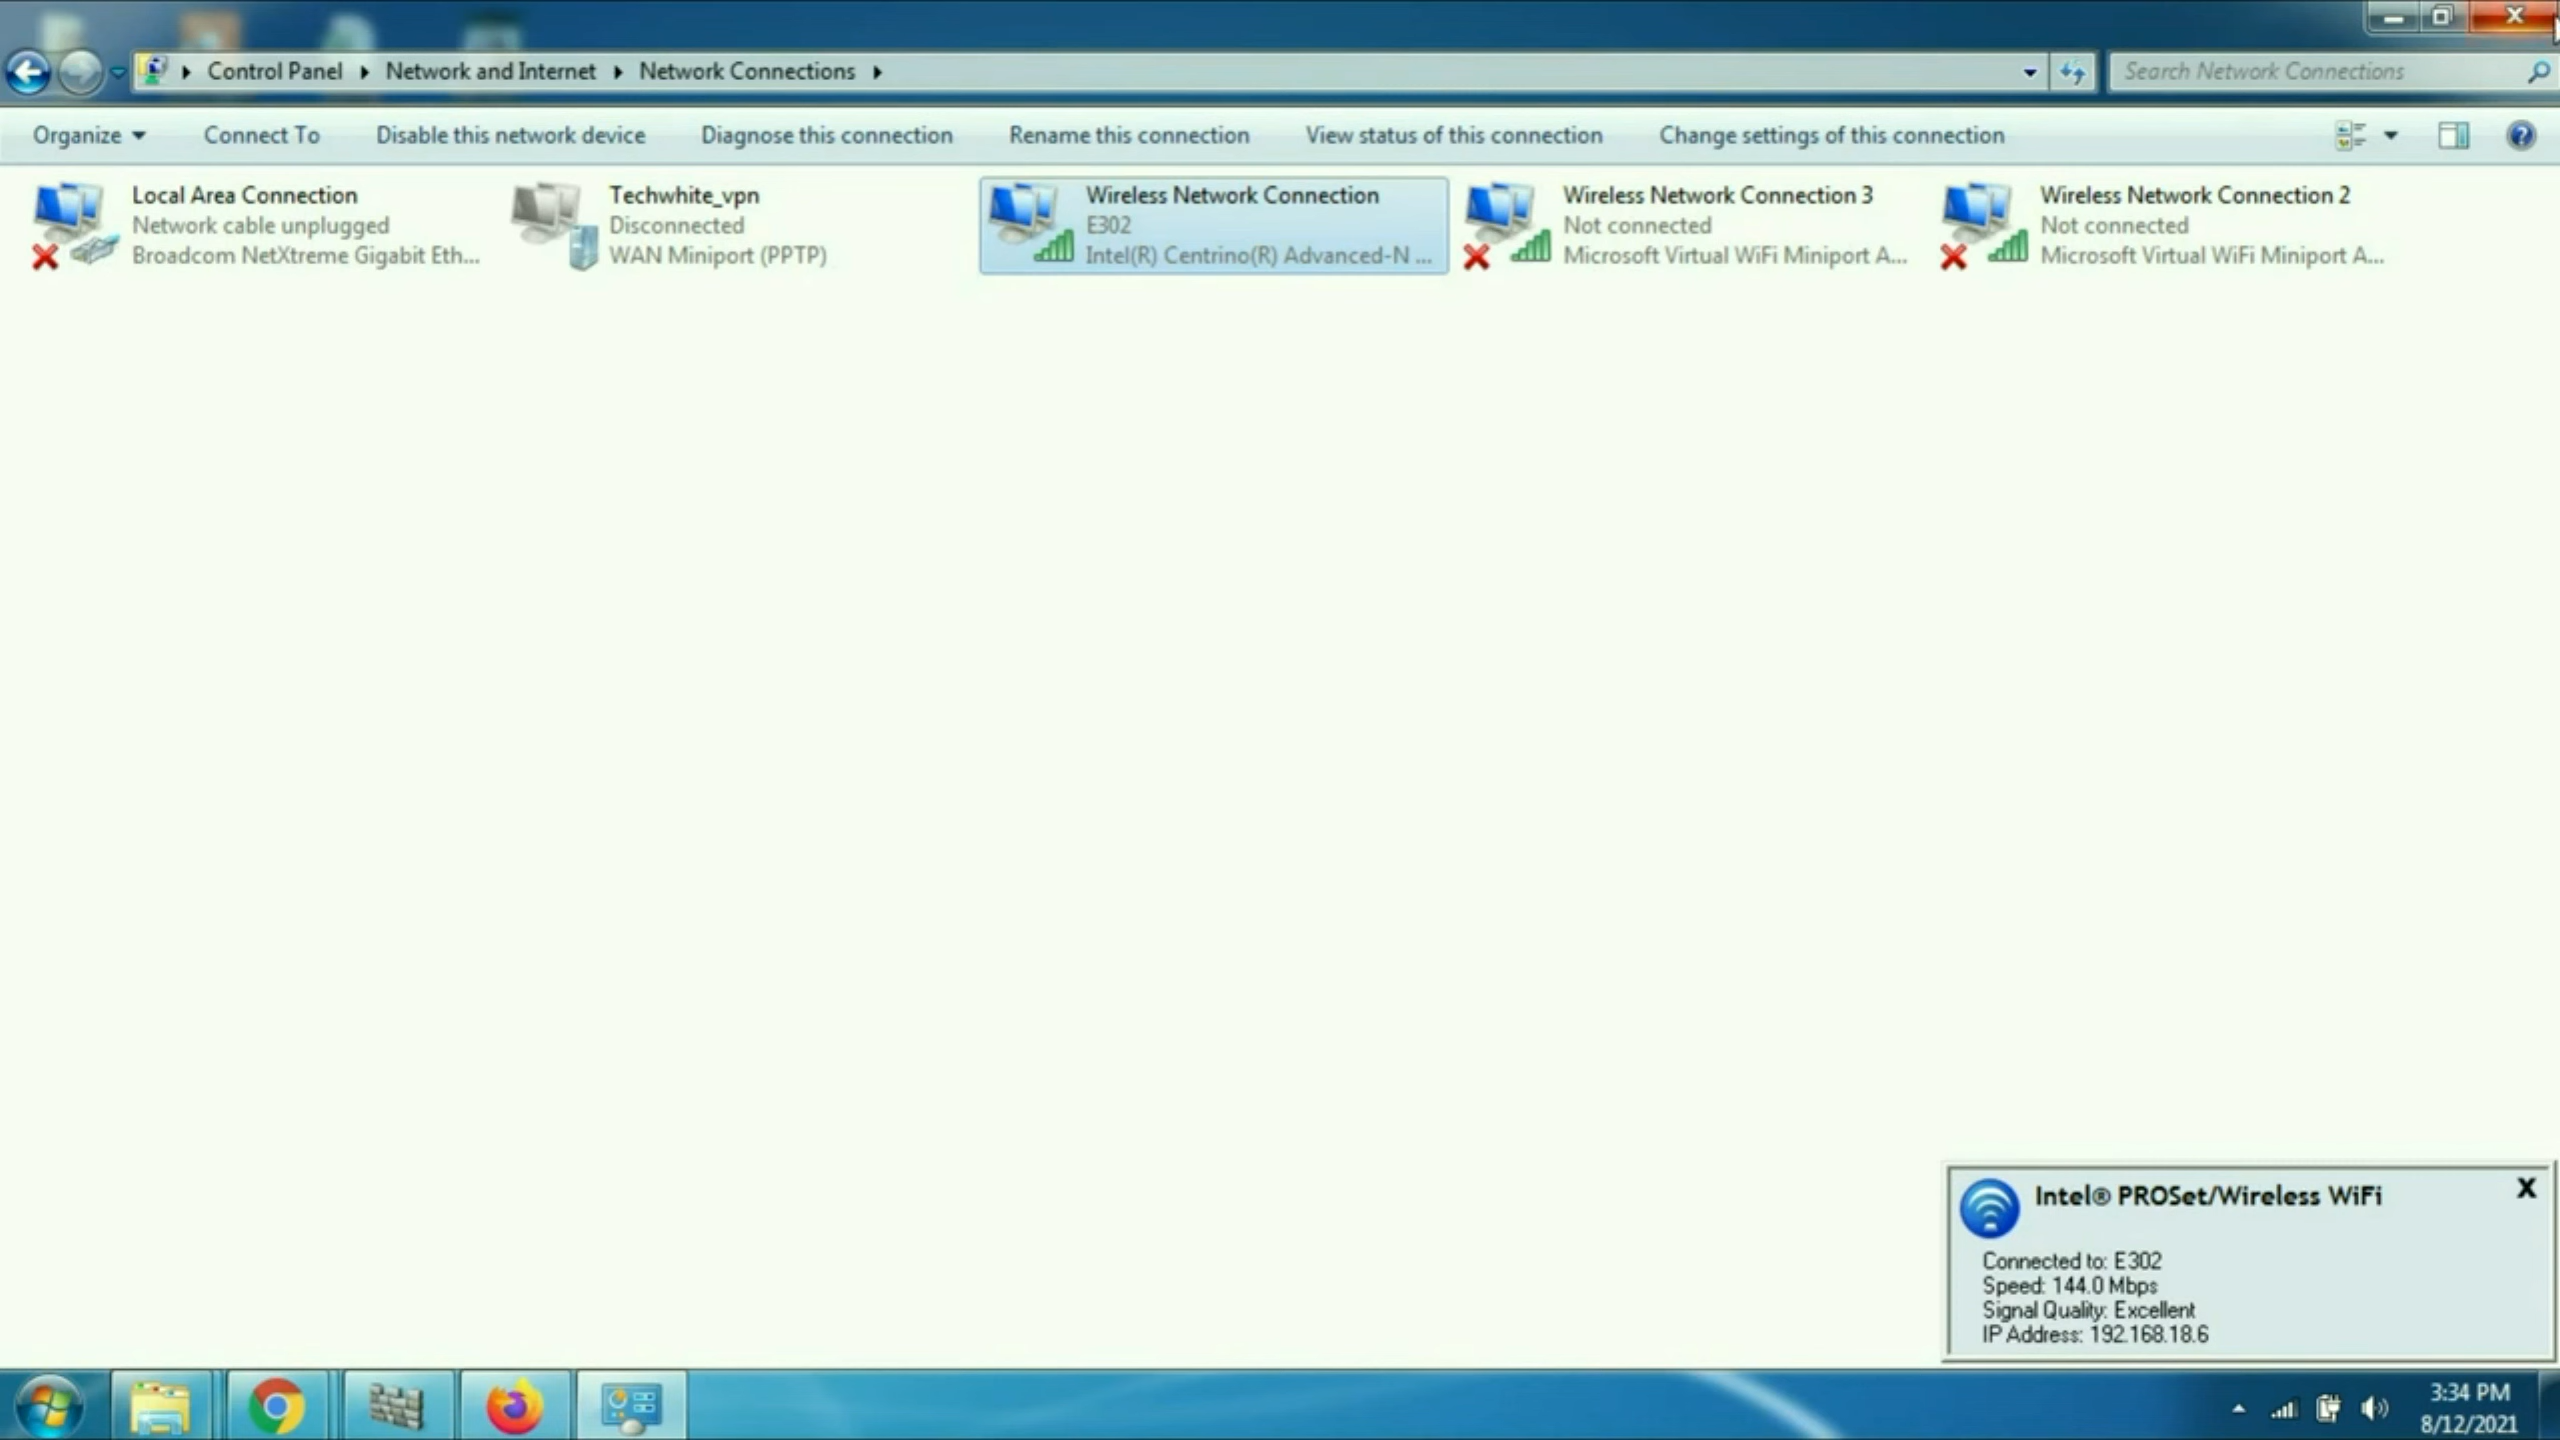 Control Panel Network and Internet Network Connections
Search Network Connections
Organize Connect To Disable this network device Diagnose this connection Rename this connection View status of this connection Change settings of this connection
Local Area Connection
Network cable unplugged
Broadcom NetXtreme Gigabit Eth...
Techwhite_vpn
Disconnected
WAN Miniport (PPTP)
Wireless Network Connection
E302
Intel(R) Centrino(R) Advanced-N ...
Wireless Network Connection 3
Not connected
Microsoft Virtual WiFi Miniport A...
Wireless Network Connection 2
Not connected
Microsoft Virtual WiFi Miniport A...
Intel® PROSet/Wireless WiFi X
Connected to: E302
Speed: 144.0 Mbps
Signal Quality: Excellent
IP Address: 192.168.18.6
3:34 PM
8/12/2021